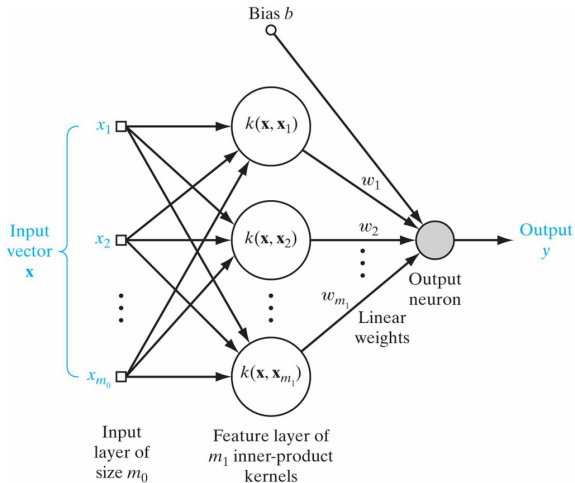 Bias b
x₁
k(x, x₁)
w₁
Input
vector
x
x₂
k(x, x₂)
w₂
Output
y
Output
neuron
wₘ₁
Linear
weights
xₘ₀
k(x, xₘ₁)
Input
layer of
size m₀
Feature layer of
m₁ inner-product
kernels